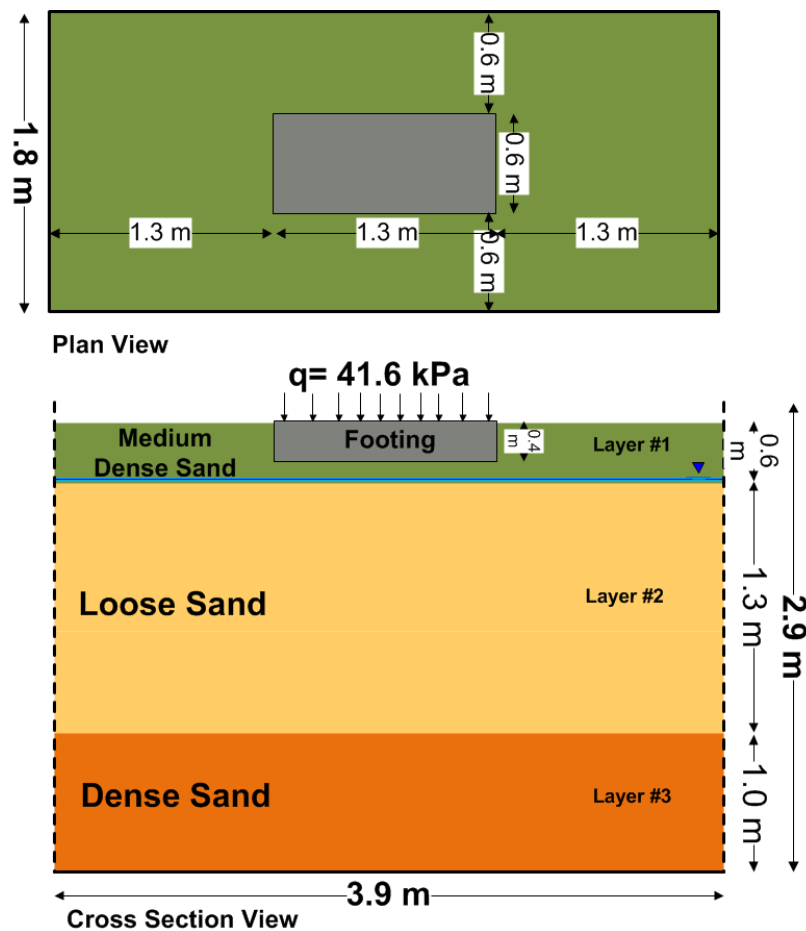 0.6 m
1.8 m
0.6 m
1.3 m
1.3 m
1.3 m
0.6 m
Plan View
q= 41.6 kPa
Medium
Dense Sand
Footing
0.4
m
Layer #1
0.6
m
Loose Sand
Layer #2
1.3 m
2.9 m
Dense Sand
Layer #3
1.0 m
3.9 m
Cross Section View